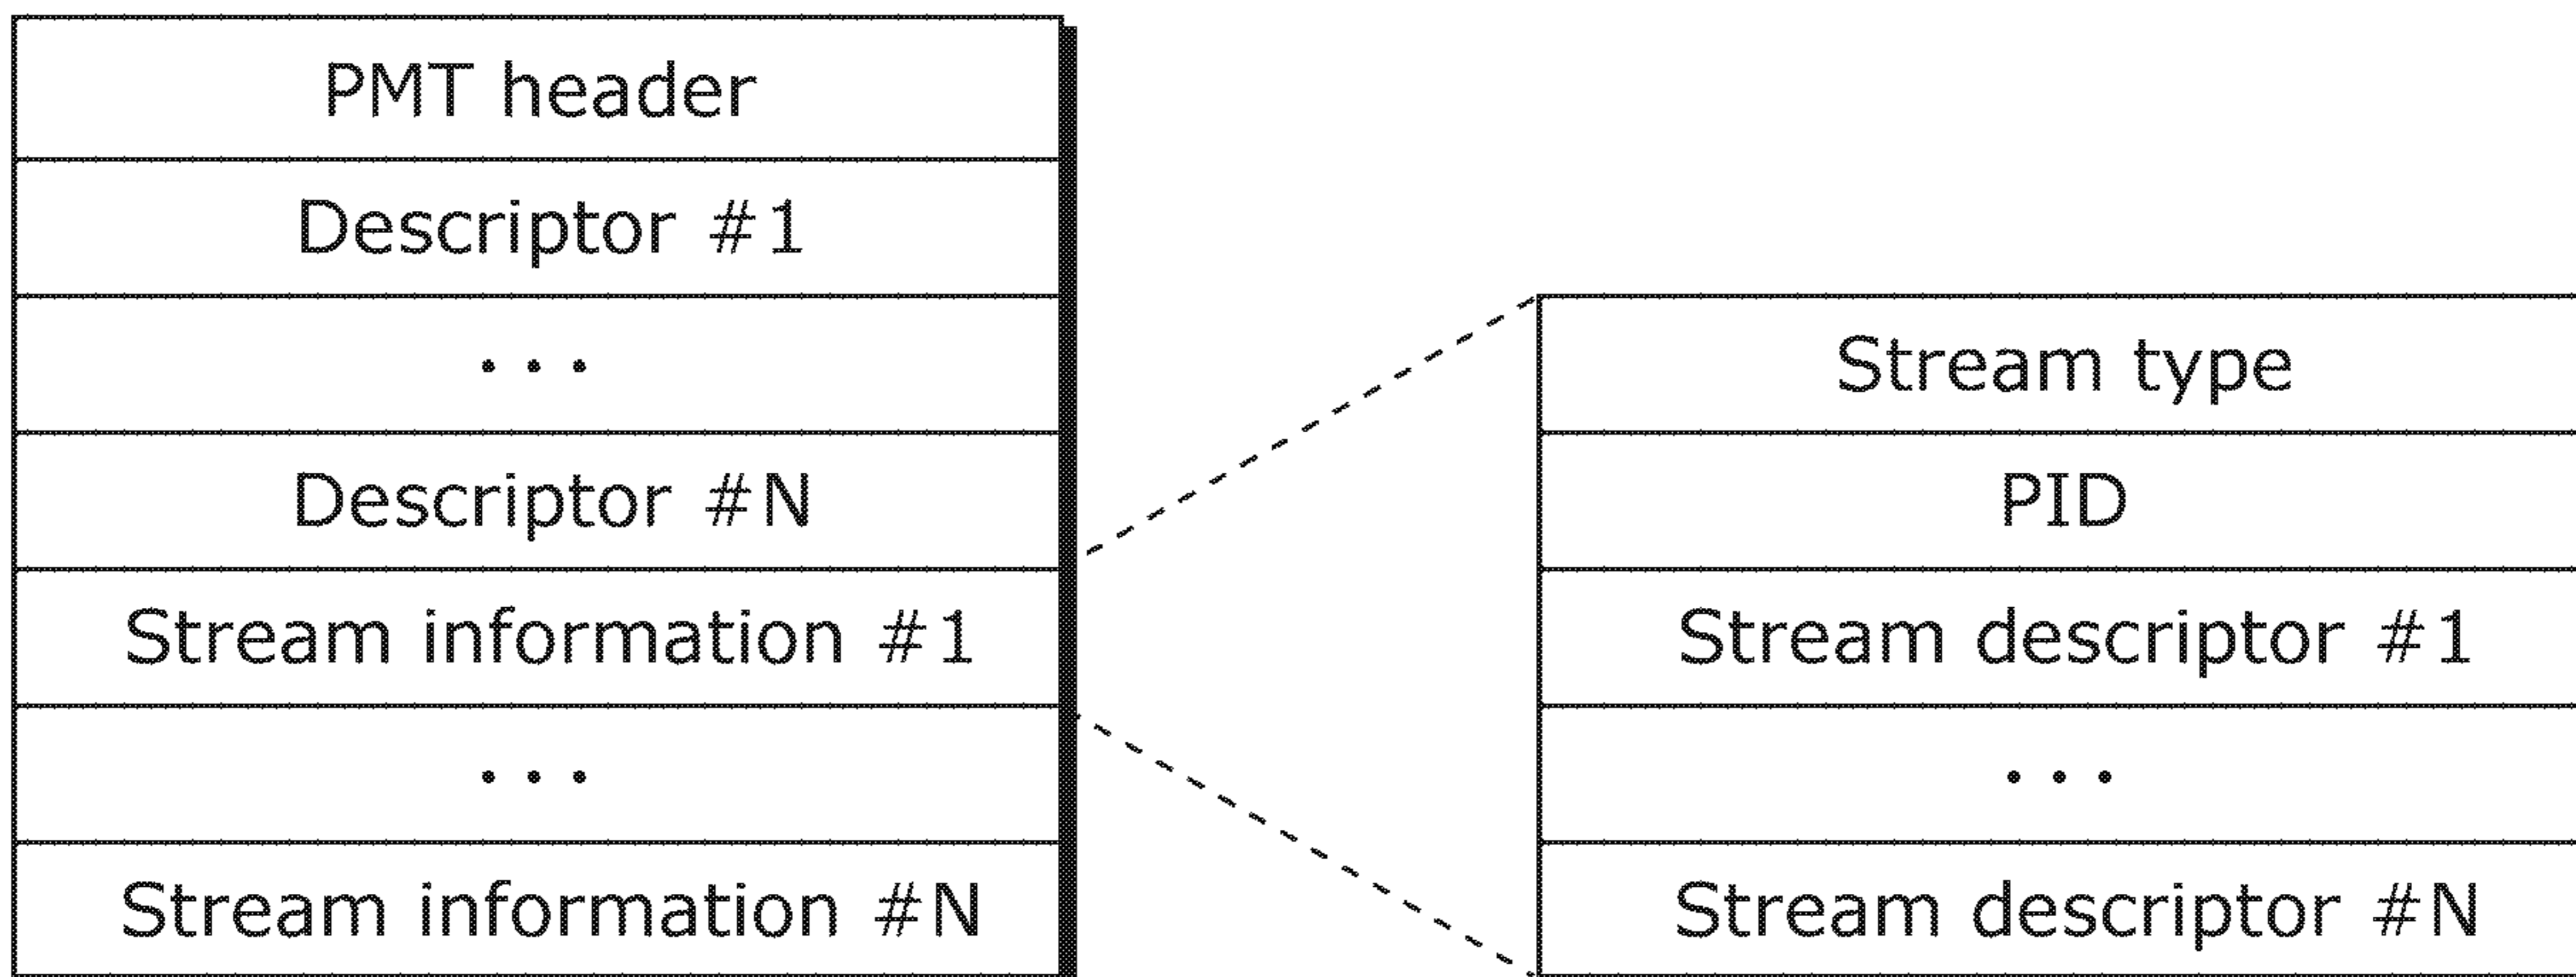 PMT header
Descriptor #1
...
Descriptor #N
Stream information #1
...
Stream information #N
Stream type
PID
Stream descriptor #1
...
Stream descriptor #N